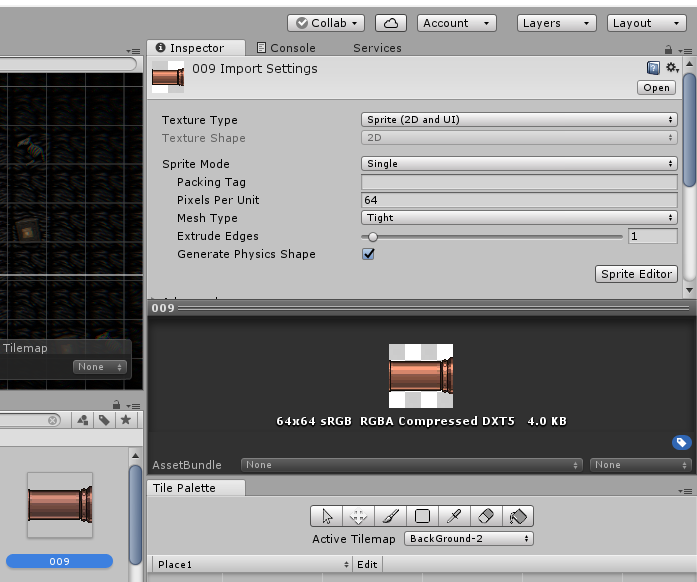 Collab
Account
Layers
Layout
Inspector
Console
Services
009 Import Settings
Open
Texture Type
Sprite (2D and UI)
Texture Shape
2D
Sprite Mode
Single
Packing Tag
Pixels Per Unit
64
Mesh Type
Tight
Extrude Edges
1
Generate Physics Shape
Sprite Editor
009
Tilemap
None
64x64 sRGB RGBA Compressed DXT5 4.0 KB
AssetBundle
None
None
Tile Palette
Active Tilemap
BackGround-2
009
Place1
Edit